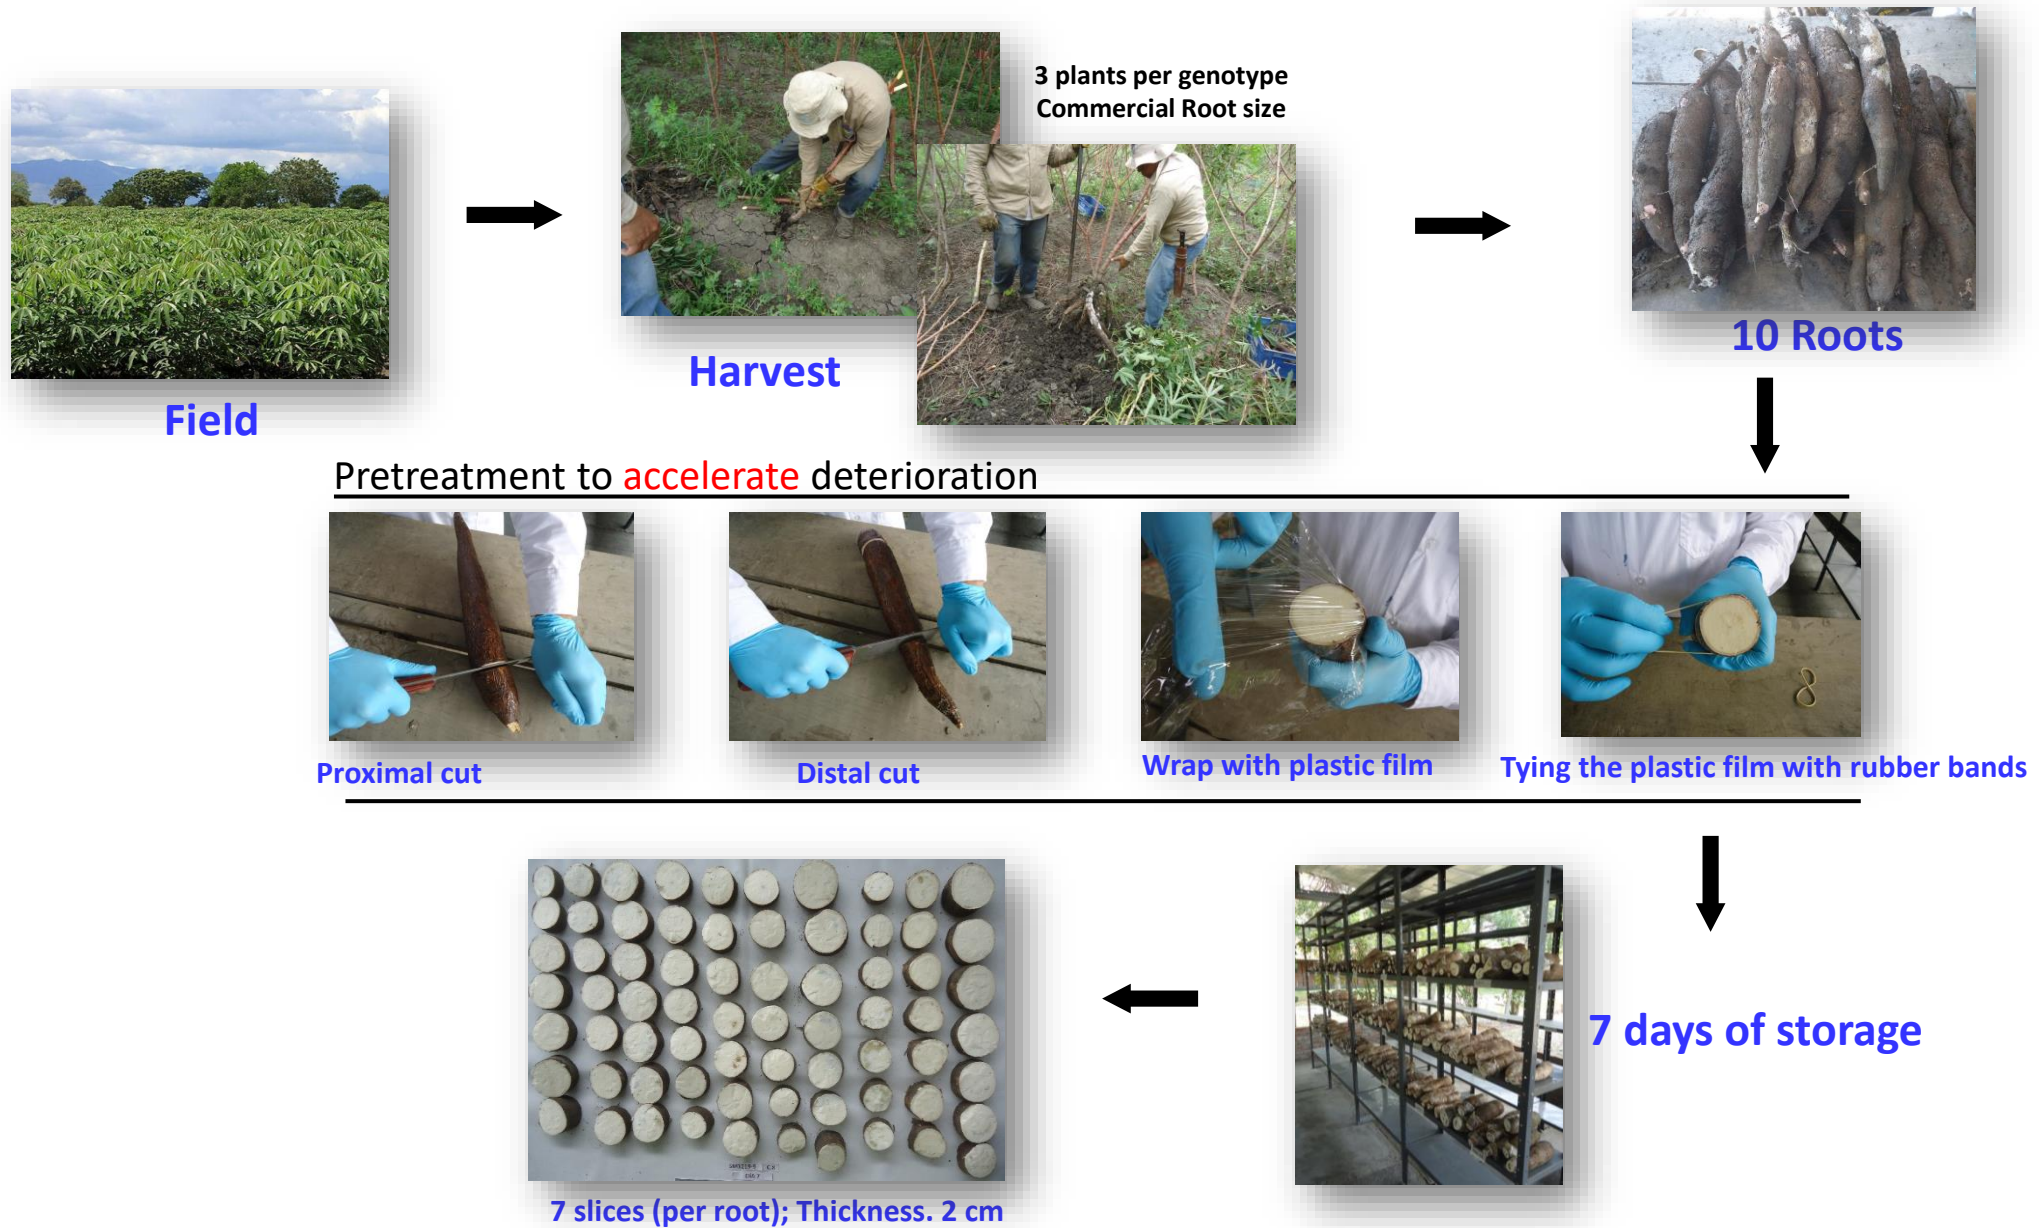 3 plants per genotype
Commercial Root size
Field
Harvest
10 Roots
Pretreatment to accelerate deterioration
Proximal cut
Distal cut
Wrap with plastic film
Tying the plastic film with rubber bands
7 days of storage
7 slices (per root); Thickness. 2 cm